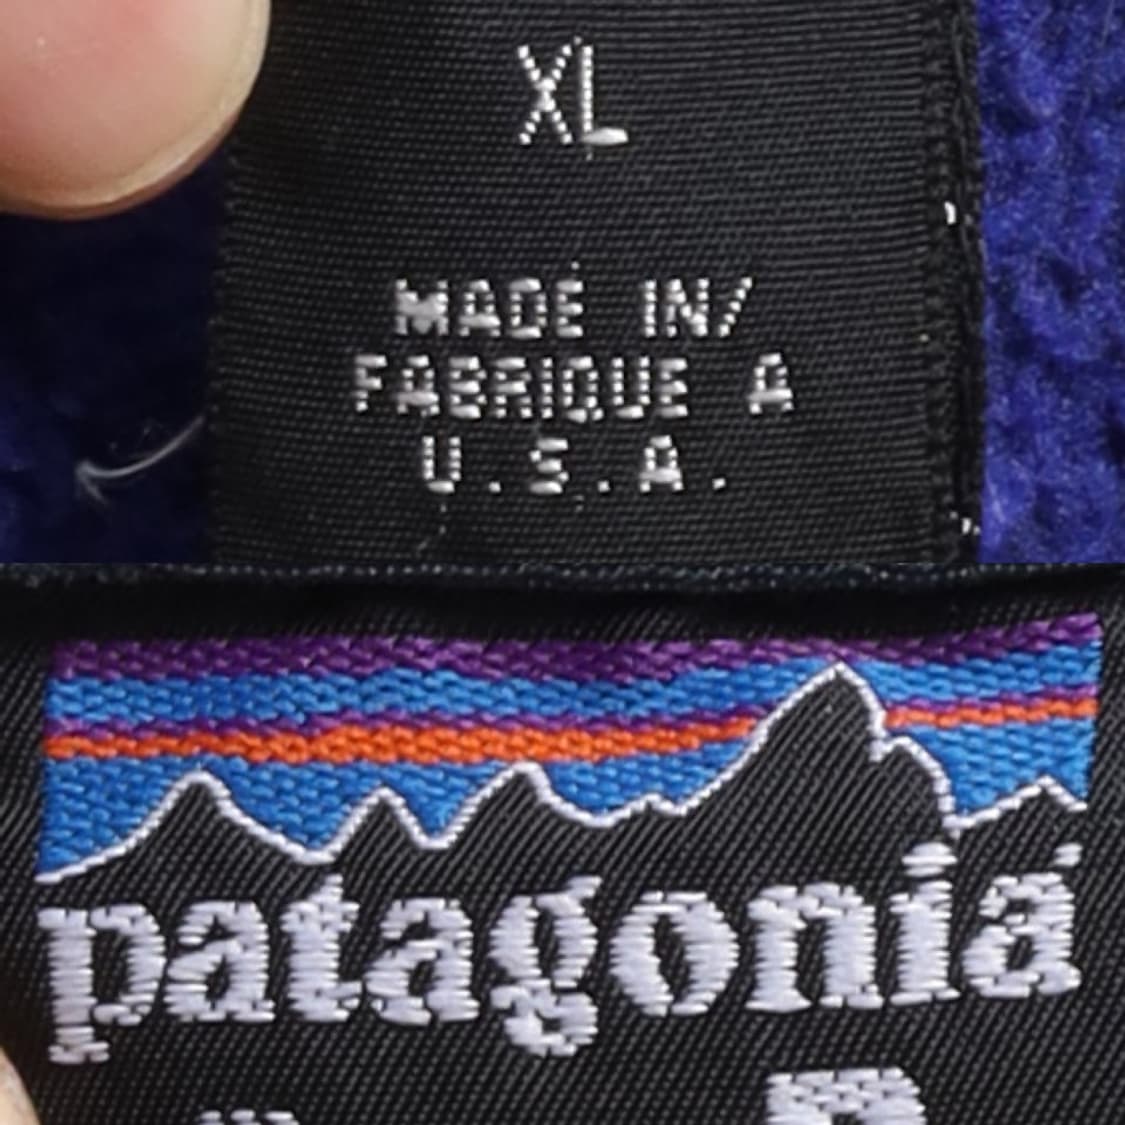 XL
MADE IN/
FABRIQUE A
U.S.A.
patagonia